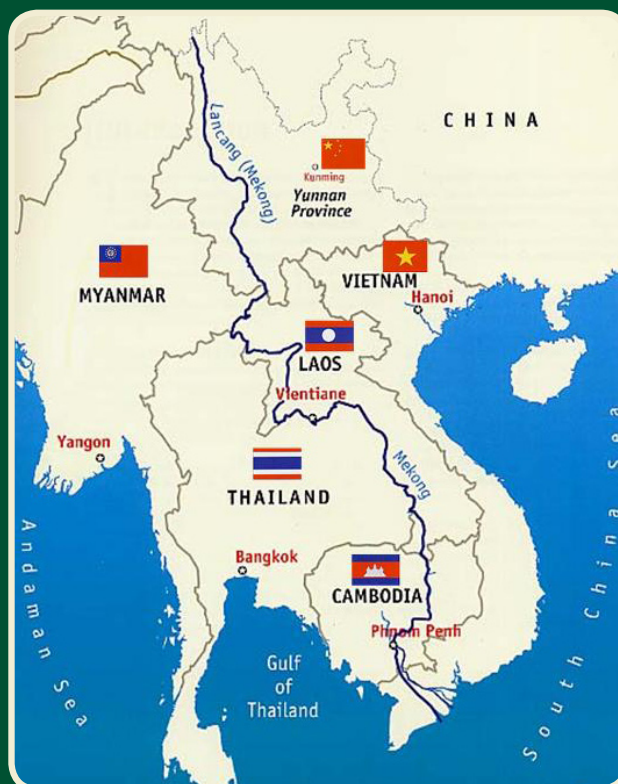 CHINA
Lancang (Mekong)
Kunming
Yunnan
Province
MYANMAR
VIETNAM
Hanoi
LAOS
Vientiane
Yangon
THAILAND
Mekong
Bangkok
CAMBODIA
Phnom Penh
Gulf
of
Thailand
Andaman Sea
South China Sea